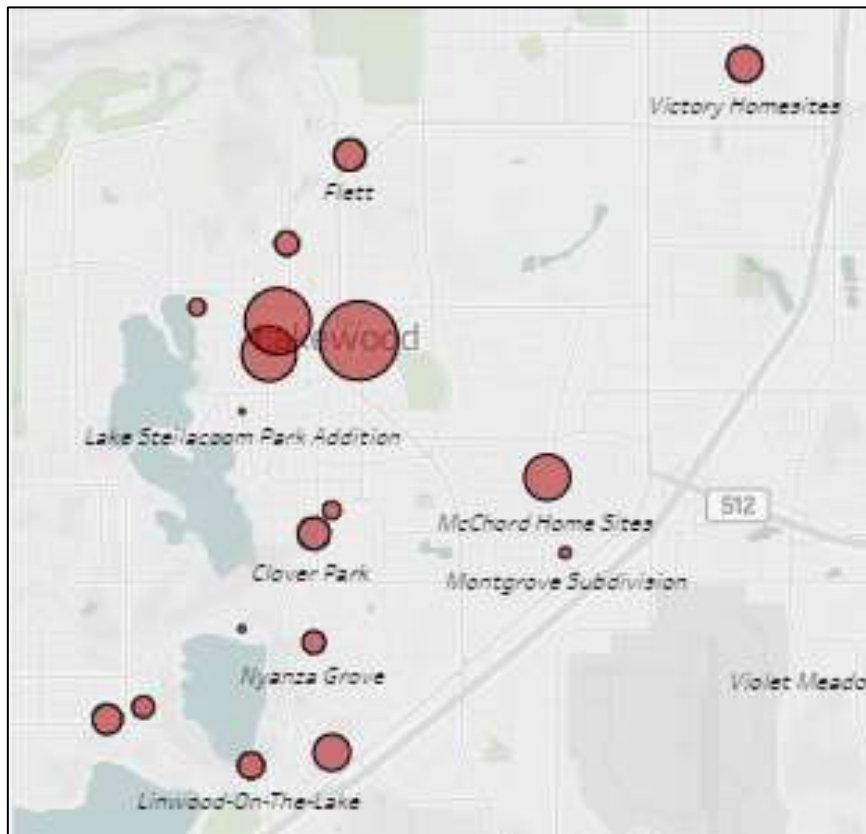 Victory Homesites
Flett
Lakewood
Lake Steilacoom Park Addition
McChord Home Sites
512
Clover Park
Montgrove Subdivision
Nyanza Grove
Violet Meado
Linwood-On-The-Lake